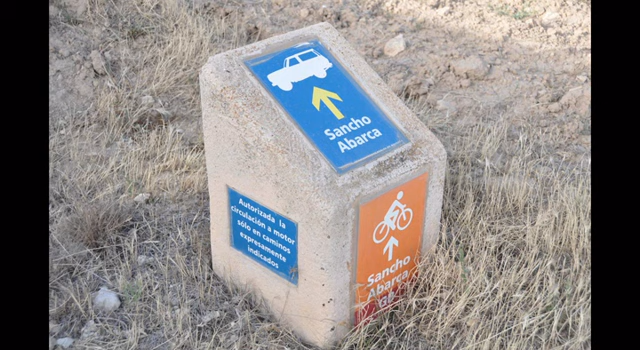 Sancho
Abarca
Autorizada la
circulación a motor
sólo en caminos
expresamente
indicados
Sancho
Abarca